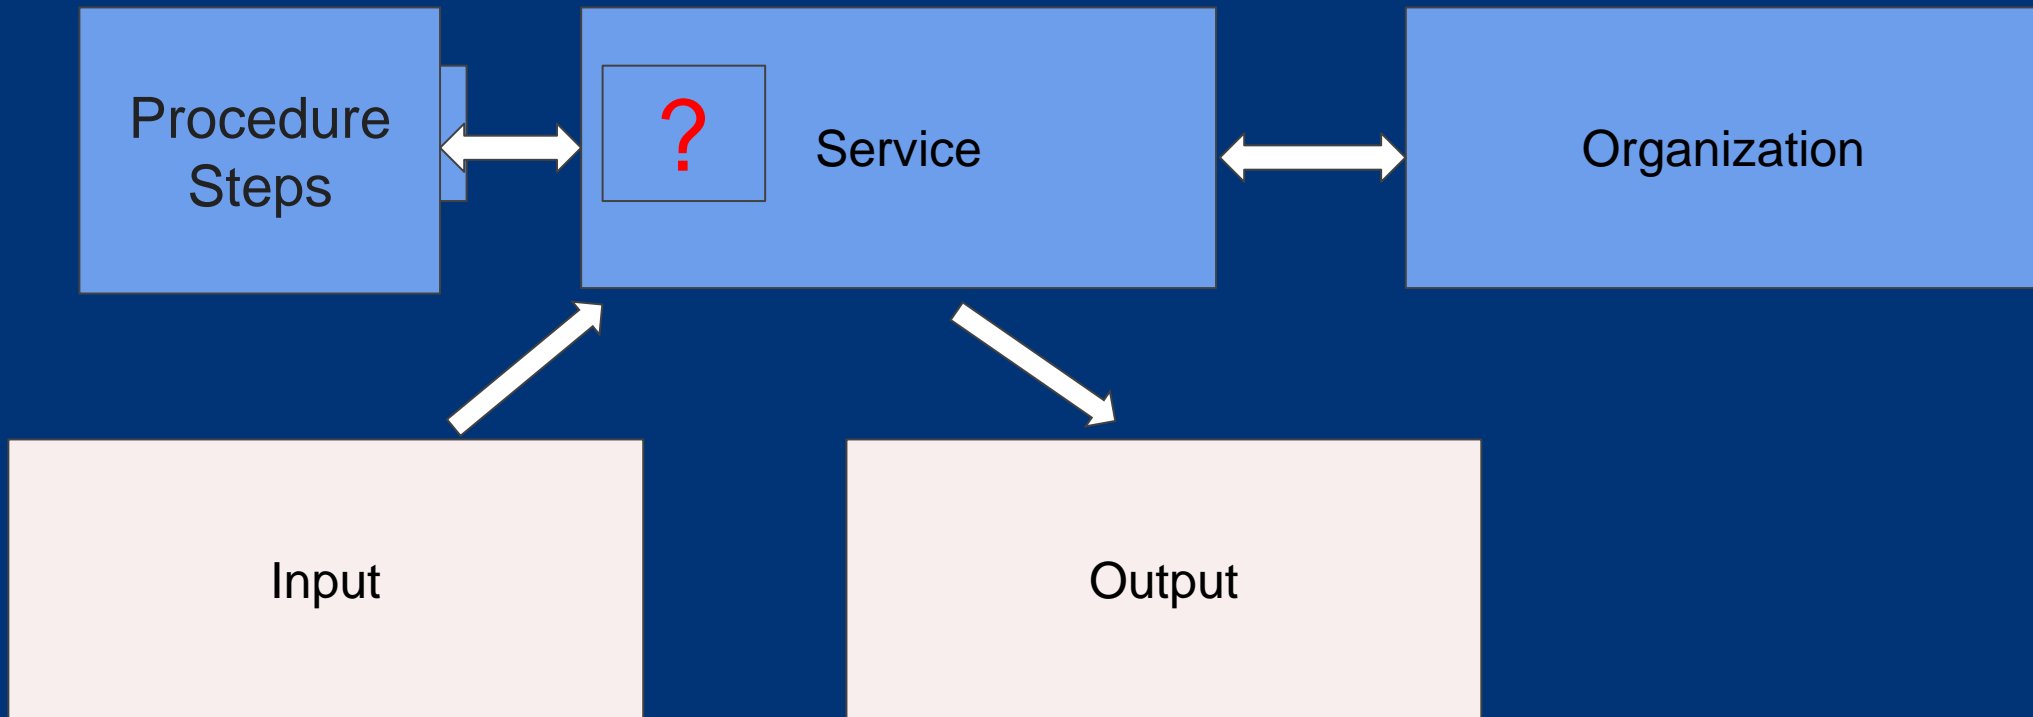 Procedure
Steps
?
Service
Organization
Input
Output